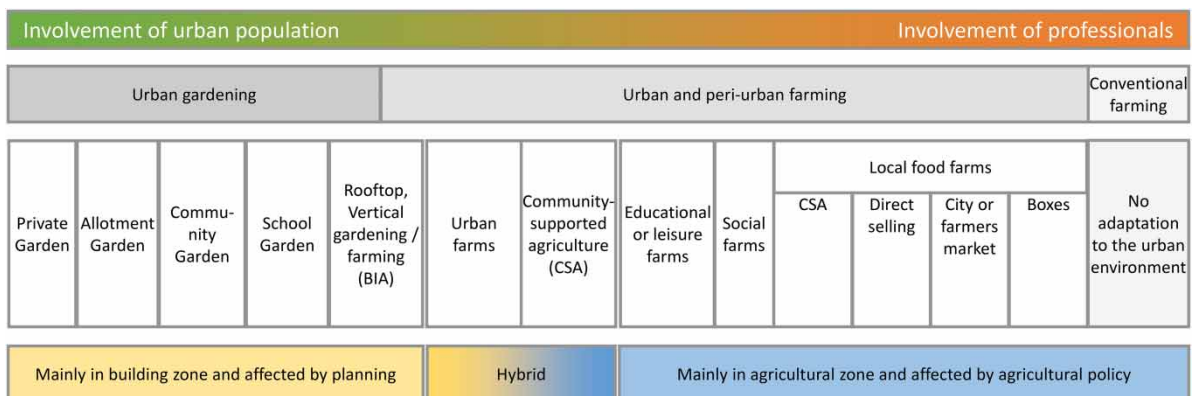 Involvement of urban population
Involvement of professionals
Urban gardening
Urban and peri-urban farming
Conventional
farming
Private
Garden
Allotment
Garden
Commu-
nity
Garden
School
Garden
Rooftop,
Vertical
gardening /
farming
(BIA)
Urban
farms
Community-
supported
agriculture
(CSA)
Educational
or leisure
farms
Social
farms
Local food farms
CSA
Direct
selling
City or
farmers
market
Boxes
No
adaptation
to the urban
environment
Mainly in building zone and affected by planning
Hybrid
Mainly in agricultural zone and affected by agricultural policy